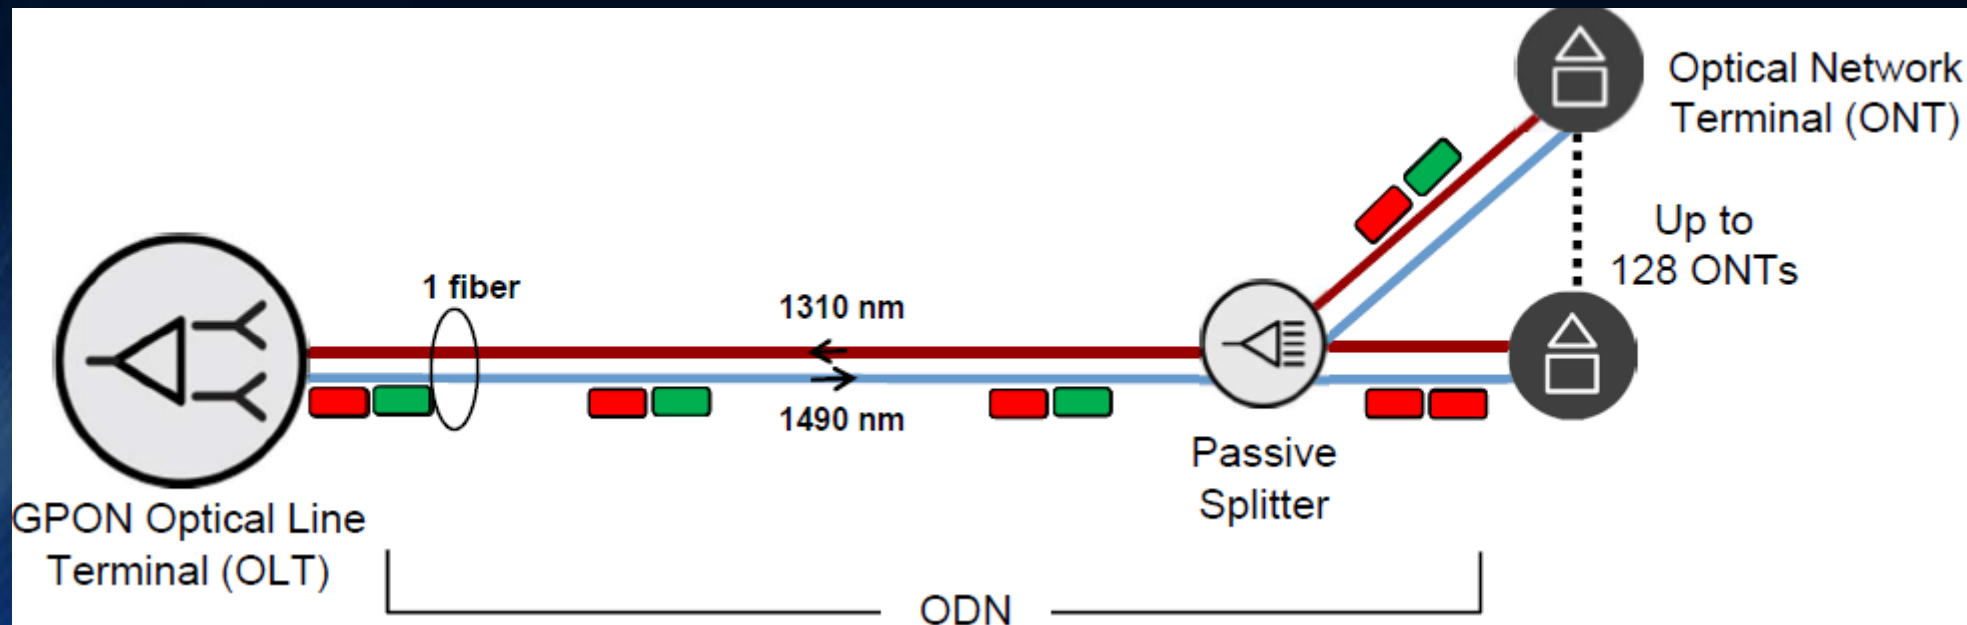 Optical Network
Terminal (ONT)
Up to
128 ONTs
1 fiber
1310 nm
1490 nm
Passive
Splitter
GPON Optical Line
Terminal (OLT)
ODN